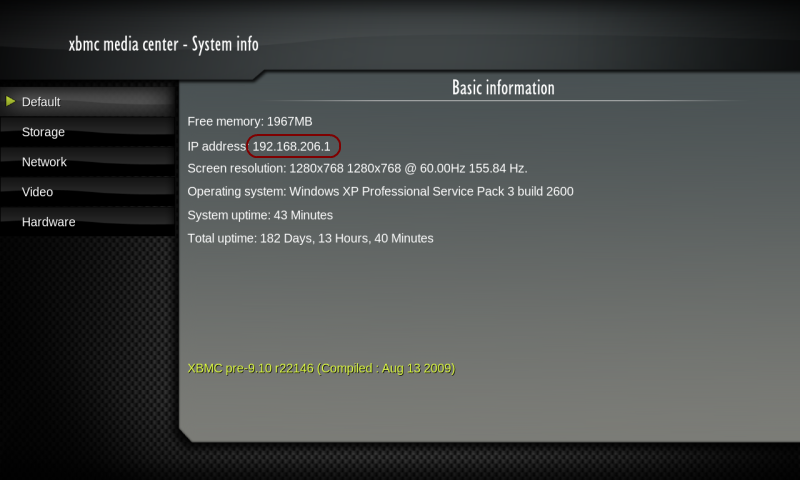 xbmc media center - System info
Basic information
Default
Storage
Network
Video
Hardware
Free memory: 1967MB
IP address: 192.168.206.1
Screen resolution: 1280x768 1280x768 @ 60.00Hz 155.84 Hz.
Operating system: Windows XP Professional Service Pack 3 build 2600
System uptime: 43 Minutes
Total uptime: 182 Days, 13 Hours, 40 Minutes
XBMC pre-9.10 r22146 (Compiled : Aug 13 2009)